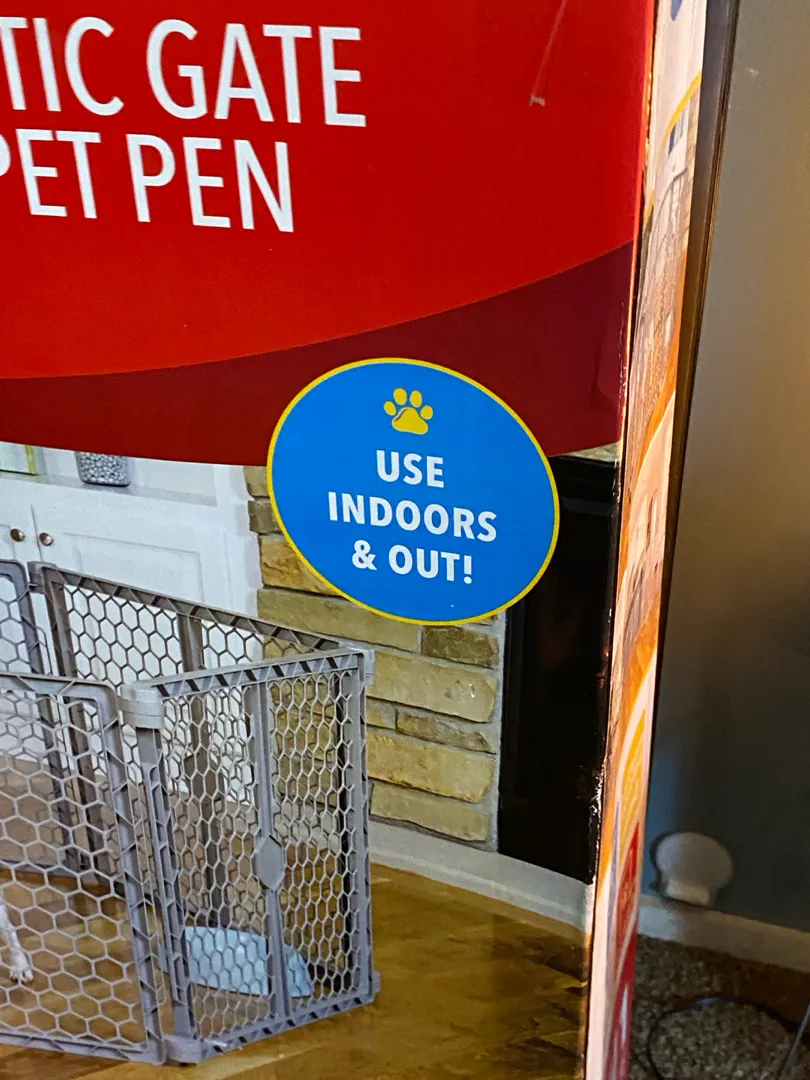 TIC GATE
PET PEN
USE
INDOORS
& OUT!